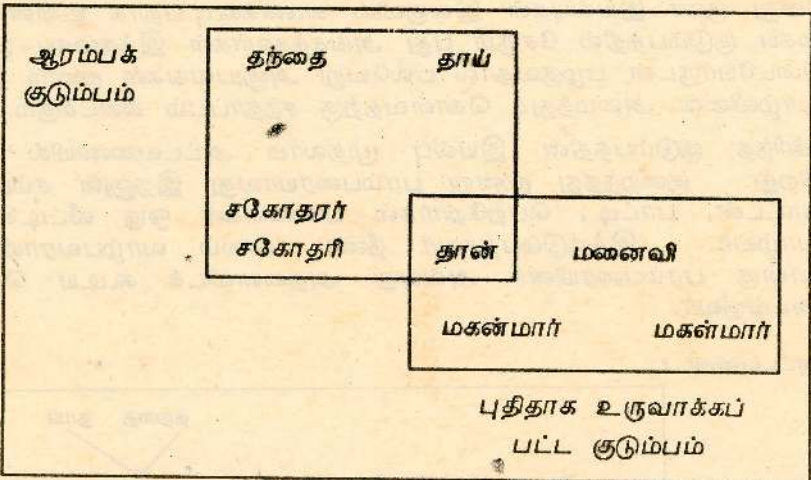 ஆரம்பக்
குடும்பம்
தந்தை தாய்
சகோதரர்
சகோதரி
தான் மனைவி
மகன்மார் மகள்மார்
புதிதாக உருவாக்கப்
பட்ட குடும்பம்